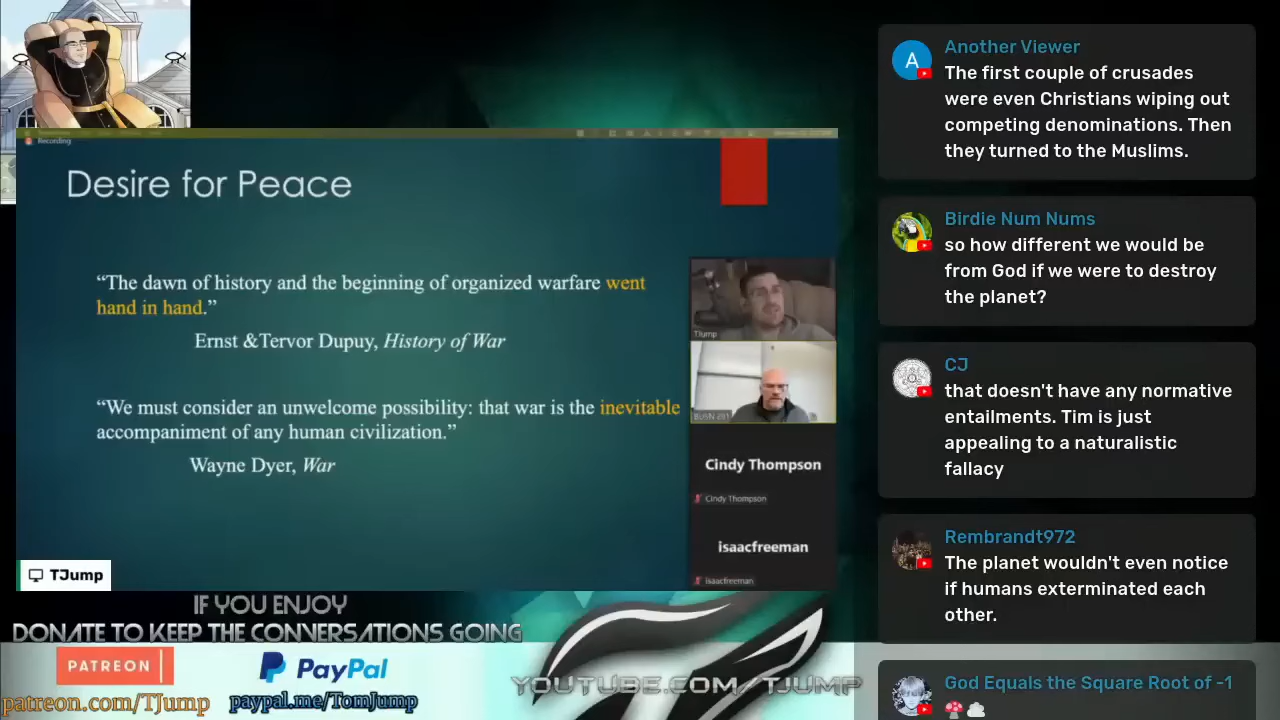 Recording
Desire for Peace
“The dawn of history and the beginning of organized warfare went
hand in hand.”
Ernst &Tervor Dupuy, History of War
“We must consider an unwelcome possibility: that war is the inevitable
accompaniment of any human civilization.”
Wayne Dyer, War
TJump
Cindy Thompson
Cindy Thompson
isaacfreeman
isaacfreeman
TJump
IF YOU ENJOY
DONATE TO KEEP THE CONVERSATIONS GOING
PATREON
PayPal
patreon.com/TJump
paypal.me/TomJump
YOUTUBE.COM/TJUMP
Another Viewer
The first couple of crusades
were even Christians wiping out
competing denominations. Then
they turned to the Muslims.
Birdie Num Nums
so how different we would be
from God if we were to destroy
the planet?
CJ
that doesn't have any normative
entailments. Tim is just
appealing to a naturalistic
fallacy
Rembrandt972
The planet wouldn't even notice
if humans exterminated each
other.
God Equals the Square Root of -1
🍄☁️
A